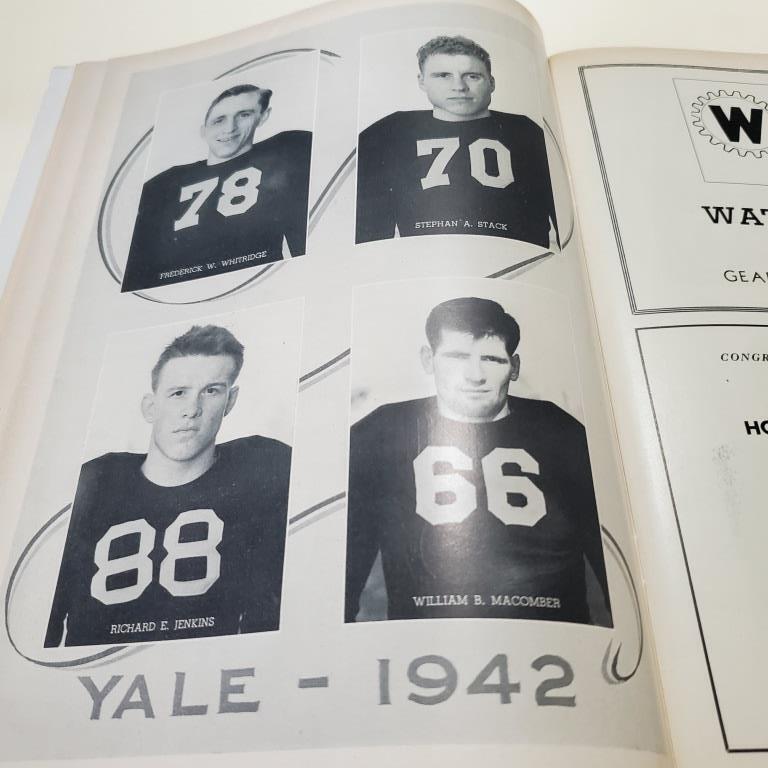 78
FREDERICK W. WHITRIDGE
70
STEPHAN A. STACK
88
RICHARD E. JENKINS
66
WILLIAM B. MACOMBER
YALE - 1942
W
WAT
GEA
CONGR
HO